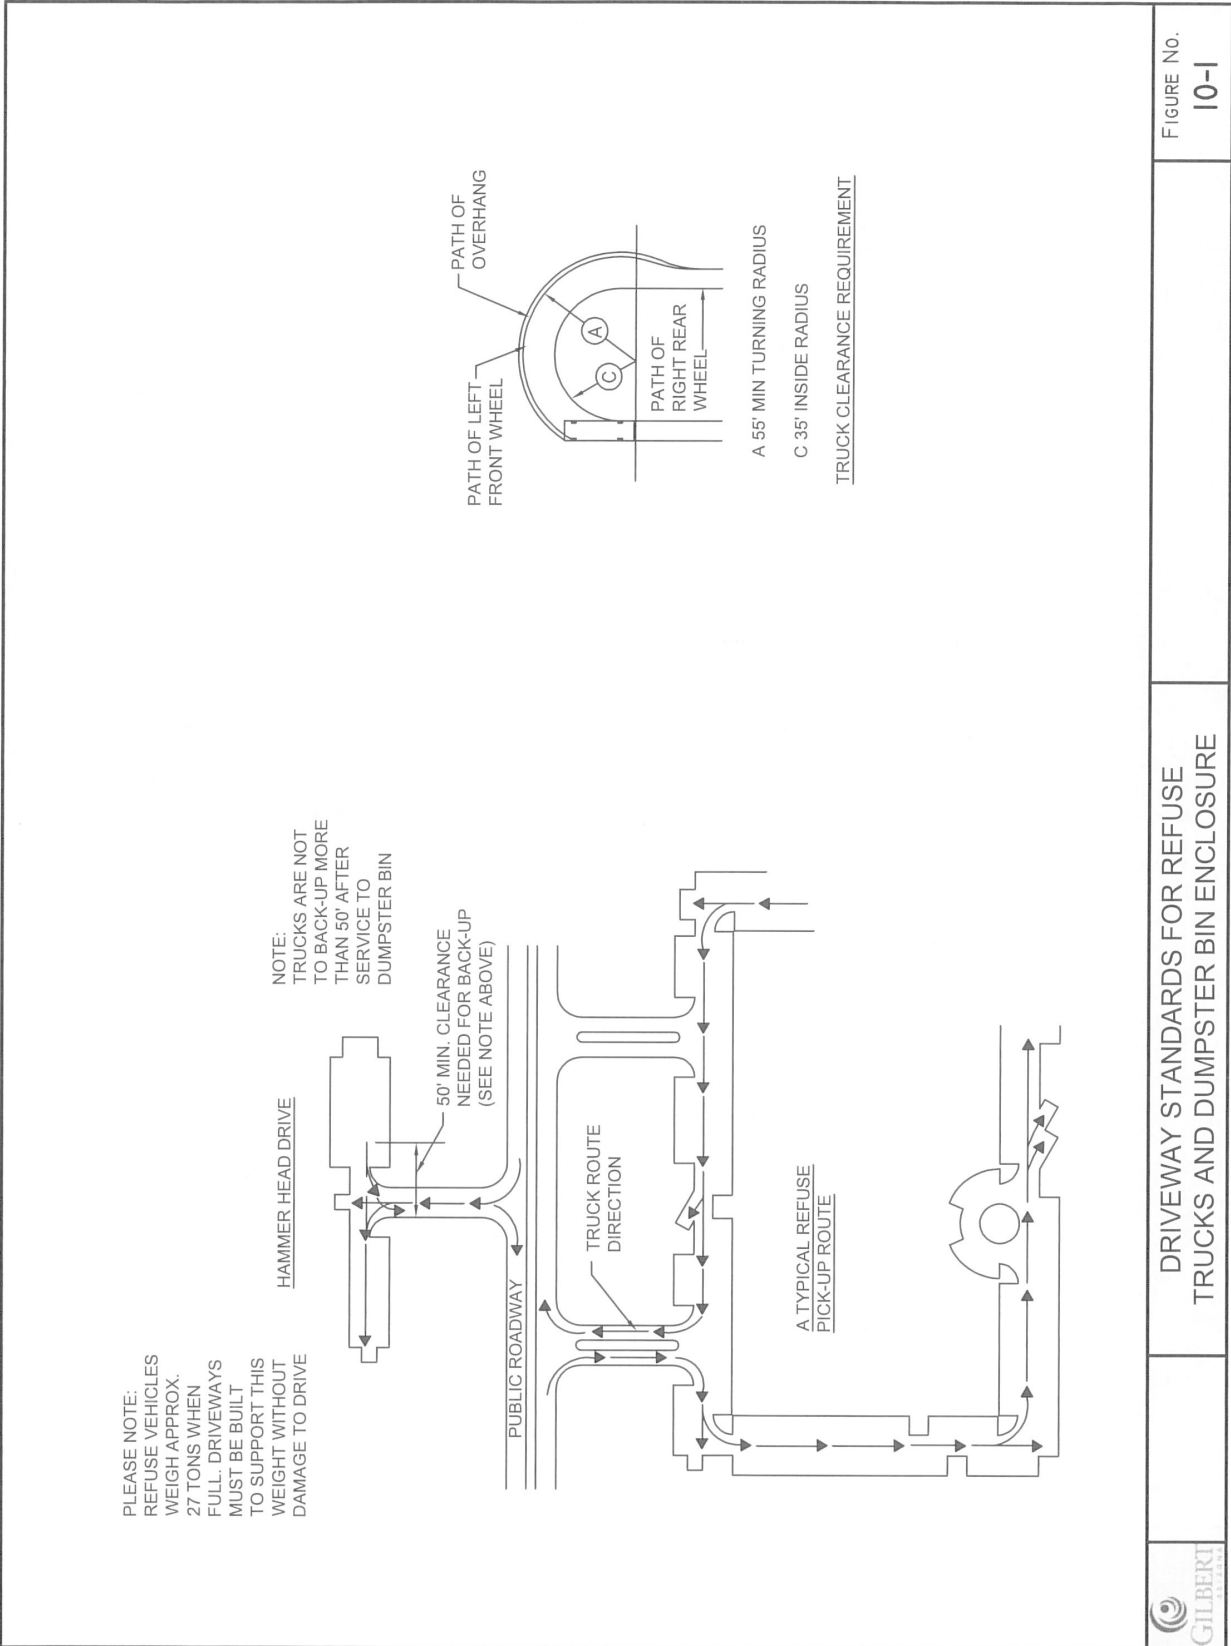 PLEASE NOTE:
REFUSE VEHICLES
WEIGH APPROX.
27 TONS WHEN
FULL. DRIVEWAYS
MUST BE BUILT
TO SUPPORT THIS
WEIGHT WITHOUT
DAMAGE TO DRIVE
HAMMER HEAD DRIVE
NOTE:
TRUCKS ARE NOT
TO BACK-UP MORE
THAN 50' AFTER
SERVICE TO
DUMPSTER BIN
50' MIN. CLEARANCE
NEEDED FOR BACK-UP
(SEE NOTE ABOVE)
PUBLIC ROADWAY
TRUCK ROUTE
DIRECTION
A TYPICAL REFUSE
PICK-UP ROUTE
PATH OF LEFT
FRONT WHEEL
PATH OF
OVERHANG
A
C
PATH OF
RIGHT REAR
WHEEL
A 55' MIN TURNING RADIUS
C 35' INSIDE RADIUS
TRUCK CLEARANCE REQUIREMENT
GILBERT
ARIZONA
DRIVEWAY STANDARDS FOR REFUSE
TRUCKS AND DUMPSTER BIN ENCLOSURE
FIGURE NO.
10-1